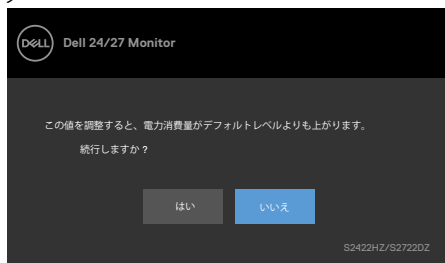 DELL Dell 24/27 Monitor
この値を調整すると、電力消費量がデフォルトレベルよりも上がります。
続行しますか?
はい いいえ
S2422HZ/S2722DZ